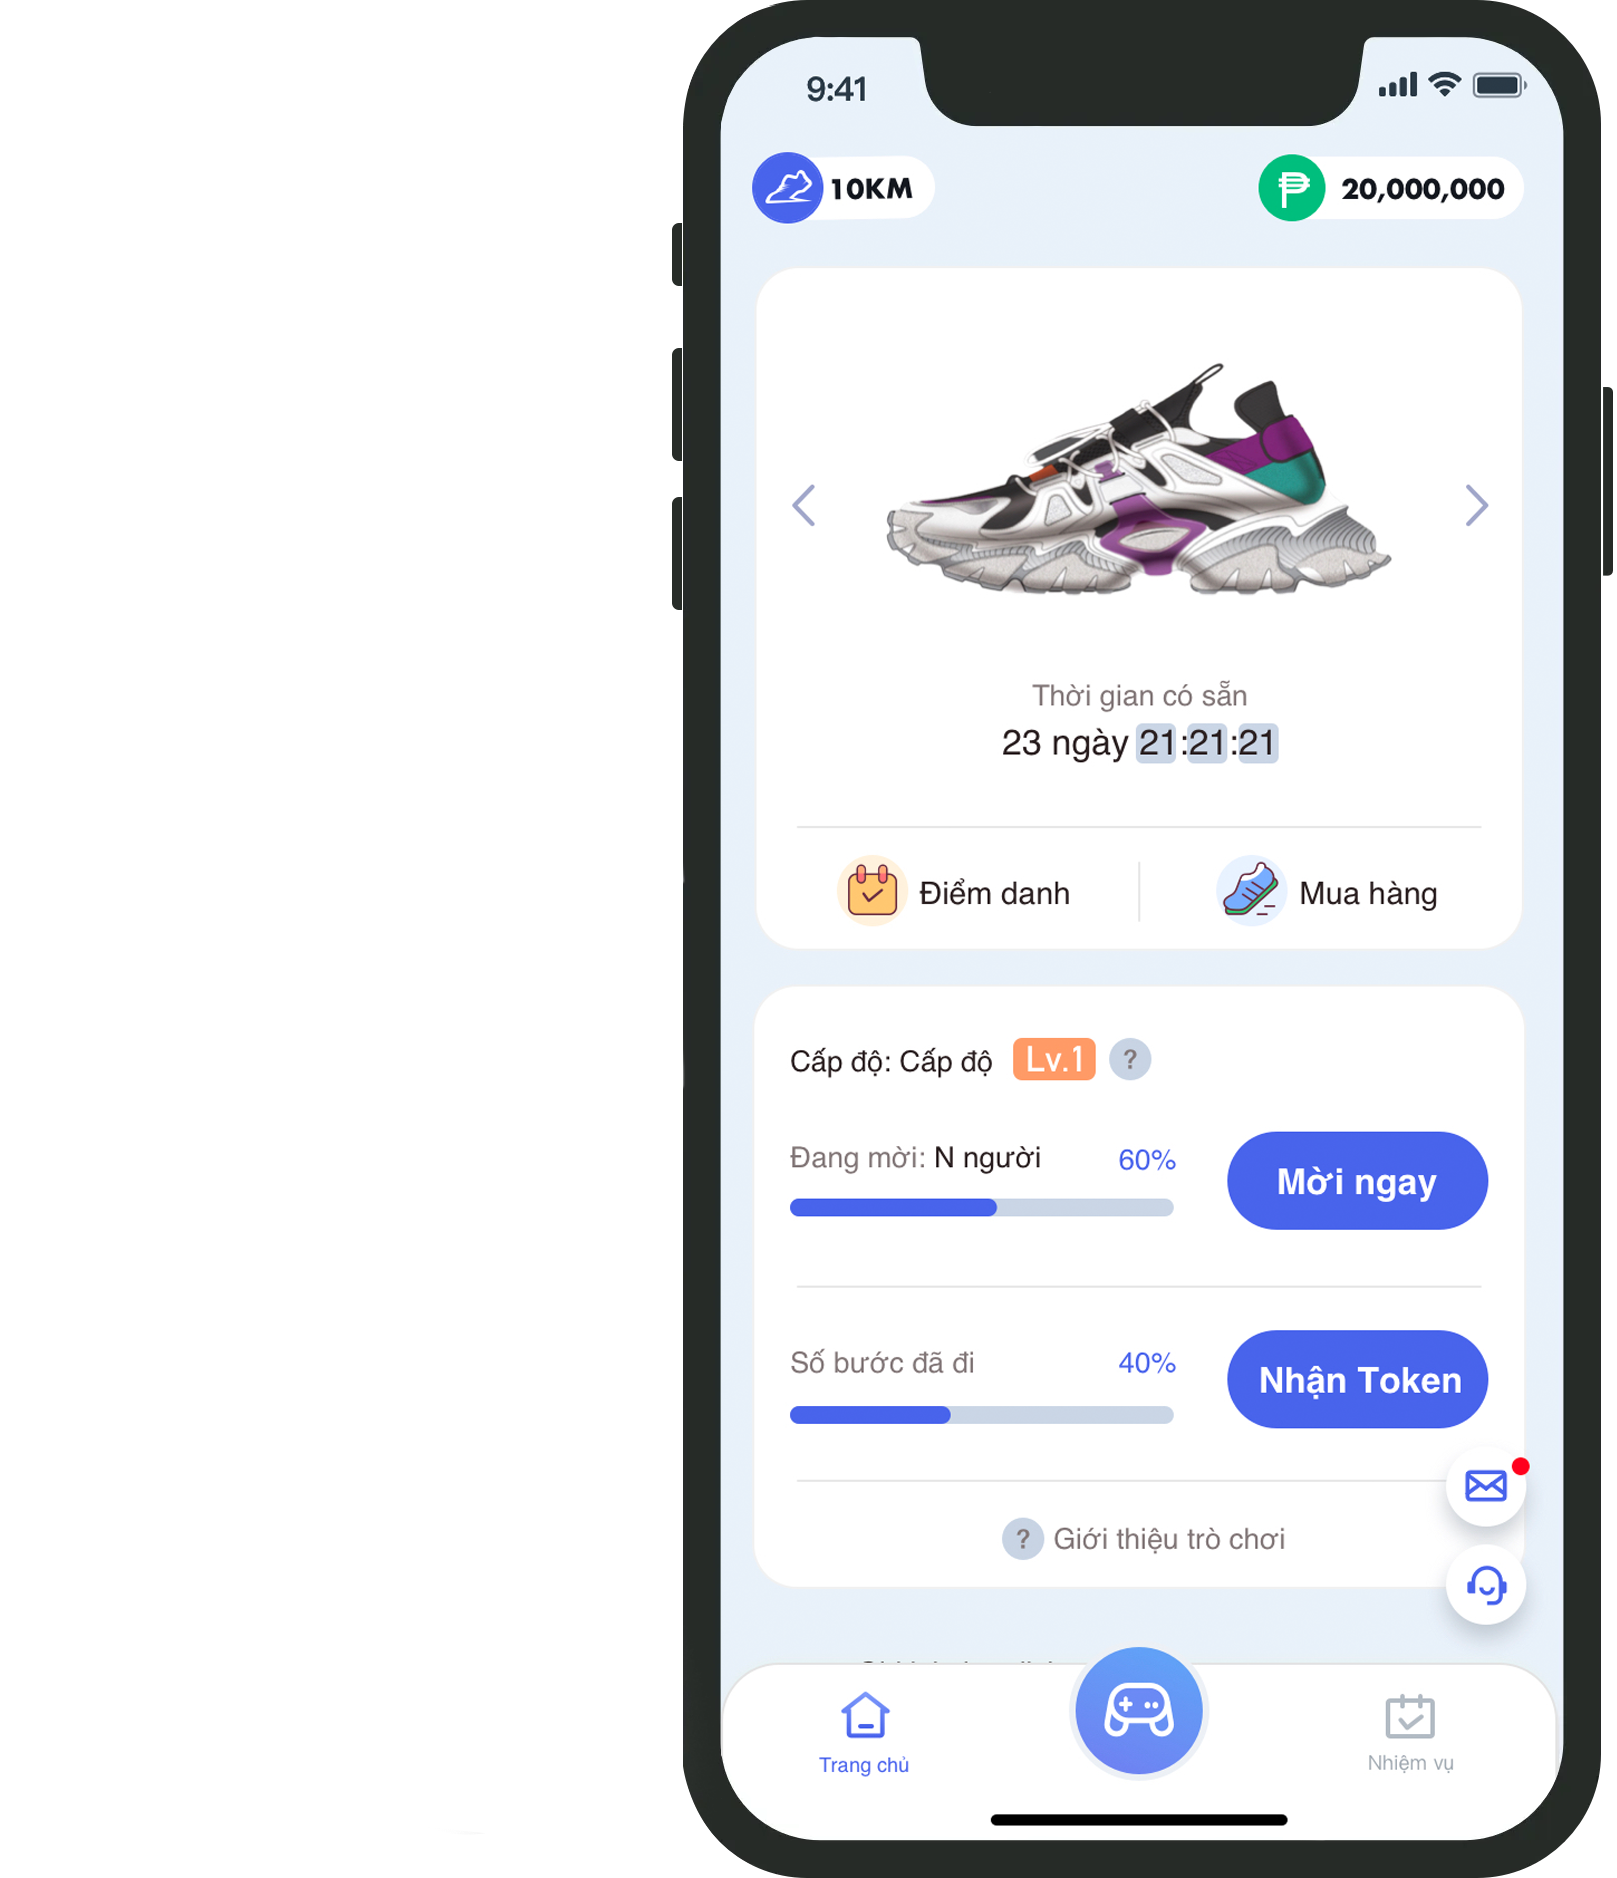 9:41
10KM
20,000,000
Thời gian có sẵn
23 ngày 21:21:21
Điểm danh
Mua hàng
Cấp độ: Cấp độ Lv.1 ?
Đang mời: N người 60%
Mời ngay
Số bước đã đi 40%
Nhận Token
? Giới thiệu trò chơi
Trang chủ
Nhiệm vụ